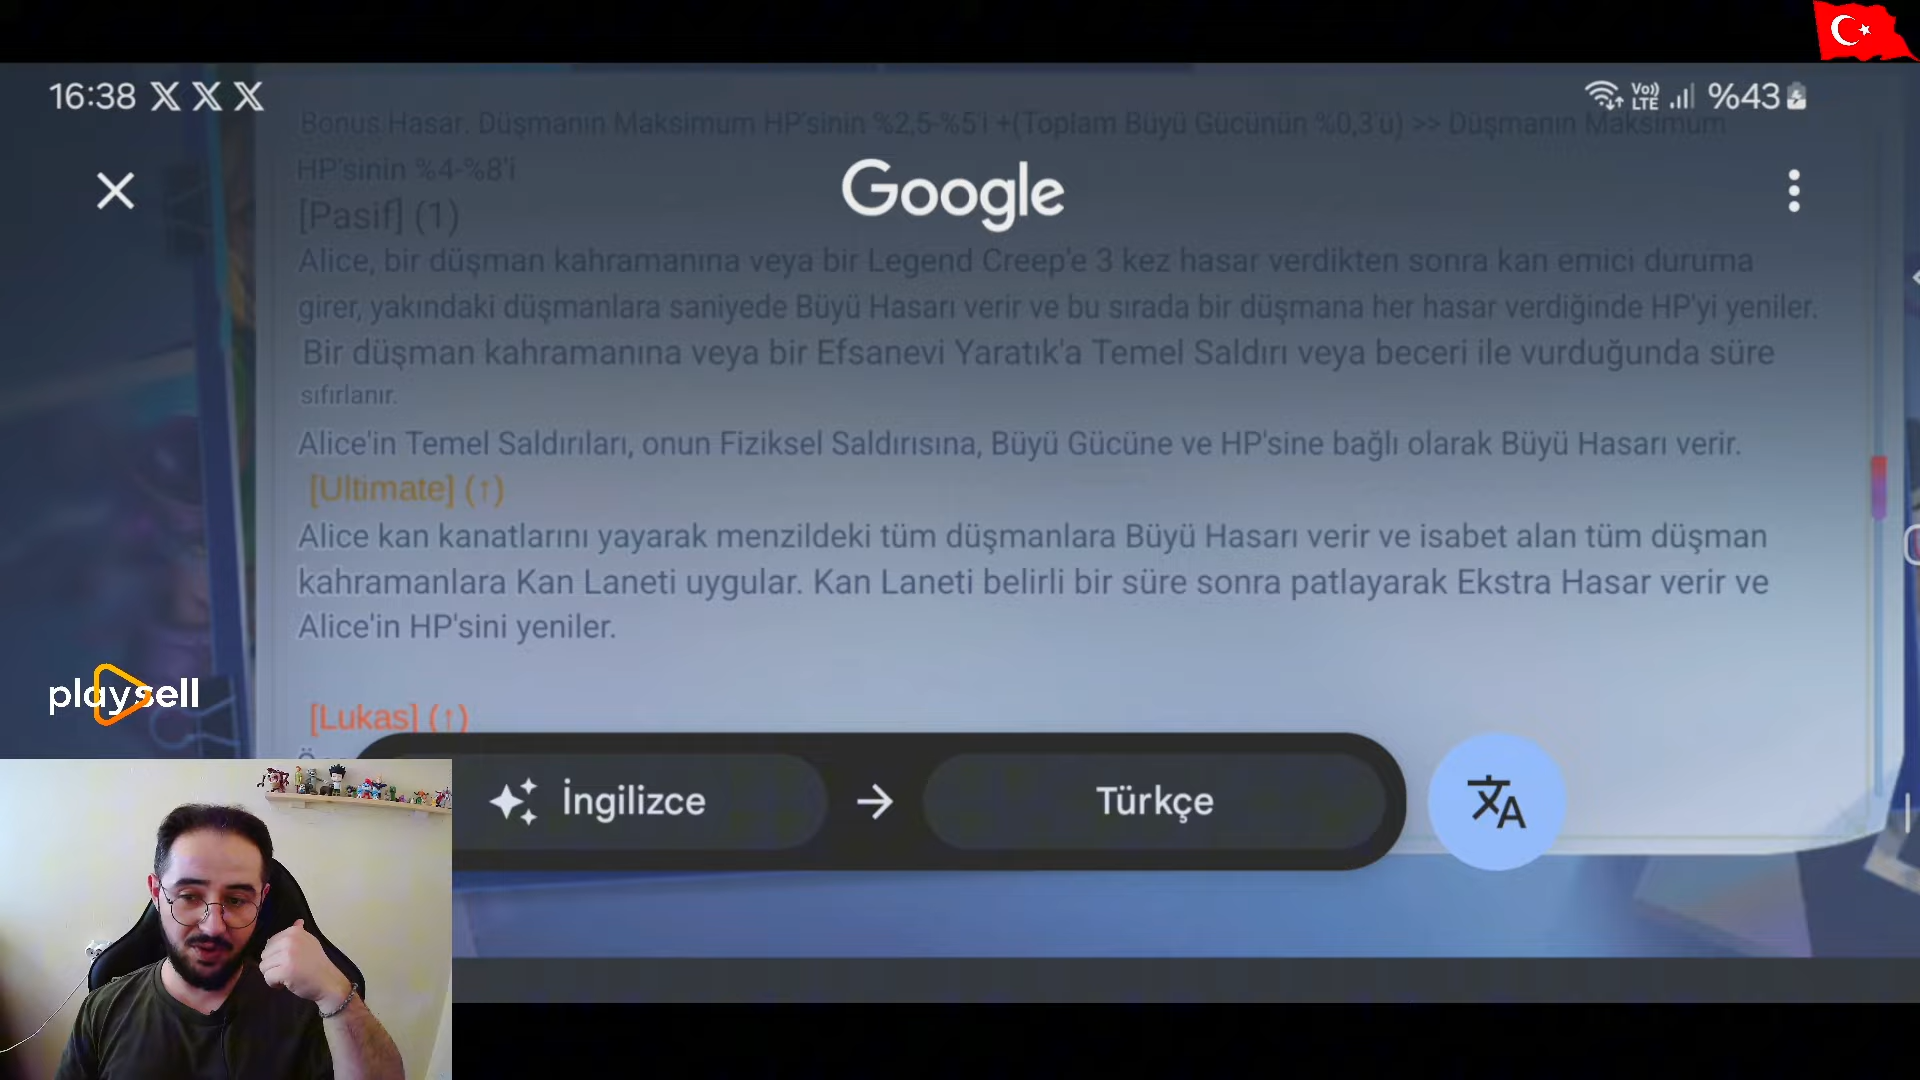 16:38
%43
Vo))
LTE
Bonus Hasar. Düşmanın Maksimum HP'sinin %2.5-%5'i +(Toplam Büyü Gücünün %0,3'ü) >> Düşmanın Maksimum
HP'sinin %4-%8'i
Google
[Pasif] (1)
Alice, bir düşman kahramanına veya bir Legend Creep'e 3 kez hasar verdikten sonra kan emici duruma
girer, yakındaki düşmanlara saniyede Büyü Hasarı verir ve bu sırada bir düşmana her hasar verdiğinde HP'yi yeniler.
Bir düşman kahramanına veya bir Efsanevi Yaratık'a Temel Saldırı veya beceri ile vurduğunda süre
sıfırlanır.
Alice'in Temel Saldırıları, onun Fiziksel Saldırısına, Büyü Gücüne ve HP'sine bağlı olarak Büyü Hasarı verir.
[Ultimate] (↑)
Alice kan kanatlarını yayarak menzildeki tüm düşmanlara Büyü Hasarı verir ve isabet alan tüm düşman
kahramanlara Kan Laneti uygular. Kan Laneti belirli bir süre sonra patlayarak Ekstra Hasar verir ve
Alice'in HP'sini yeniler.
playsell
[Lukas] (↑)
İngilizce → Türkçe